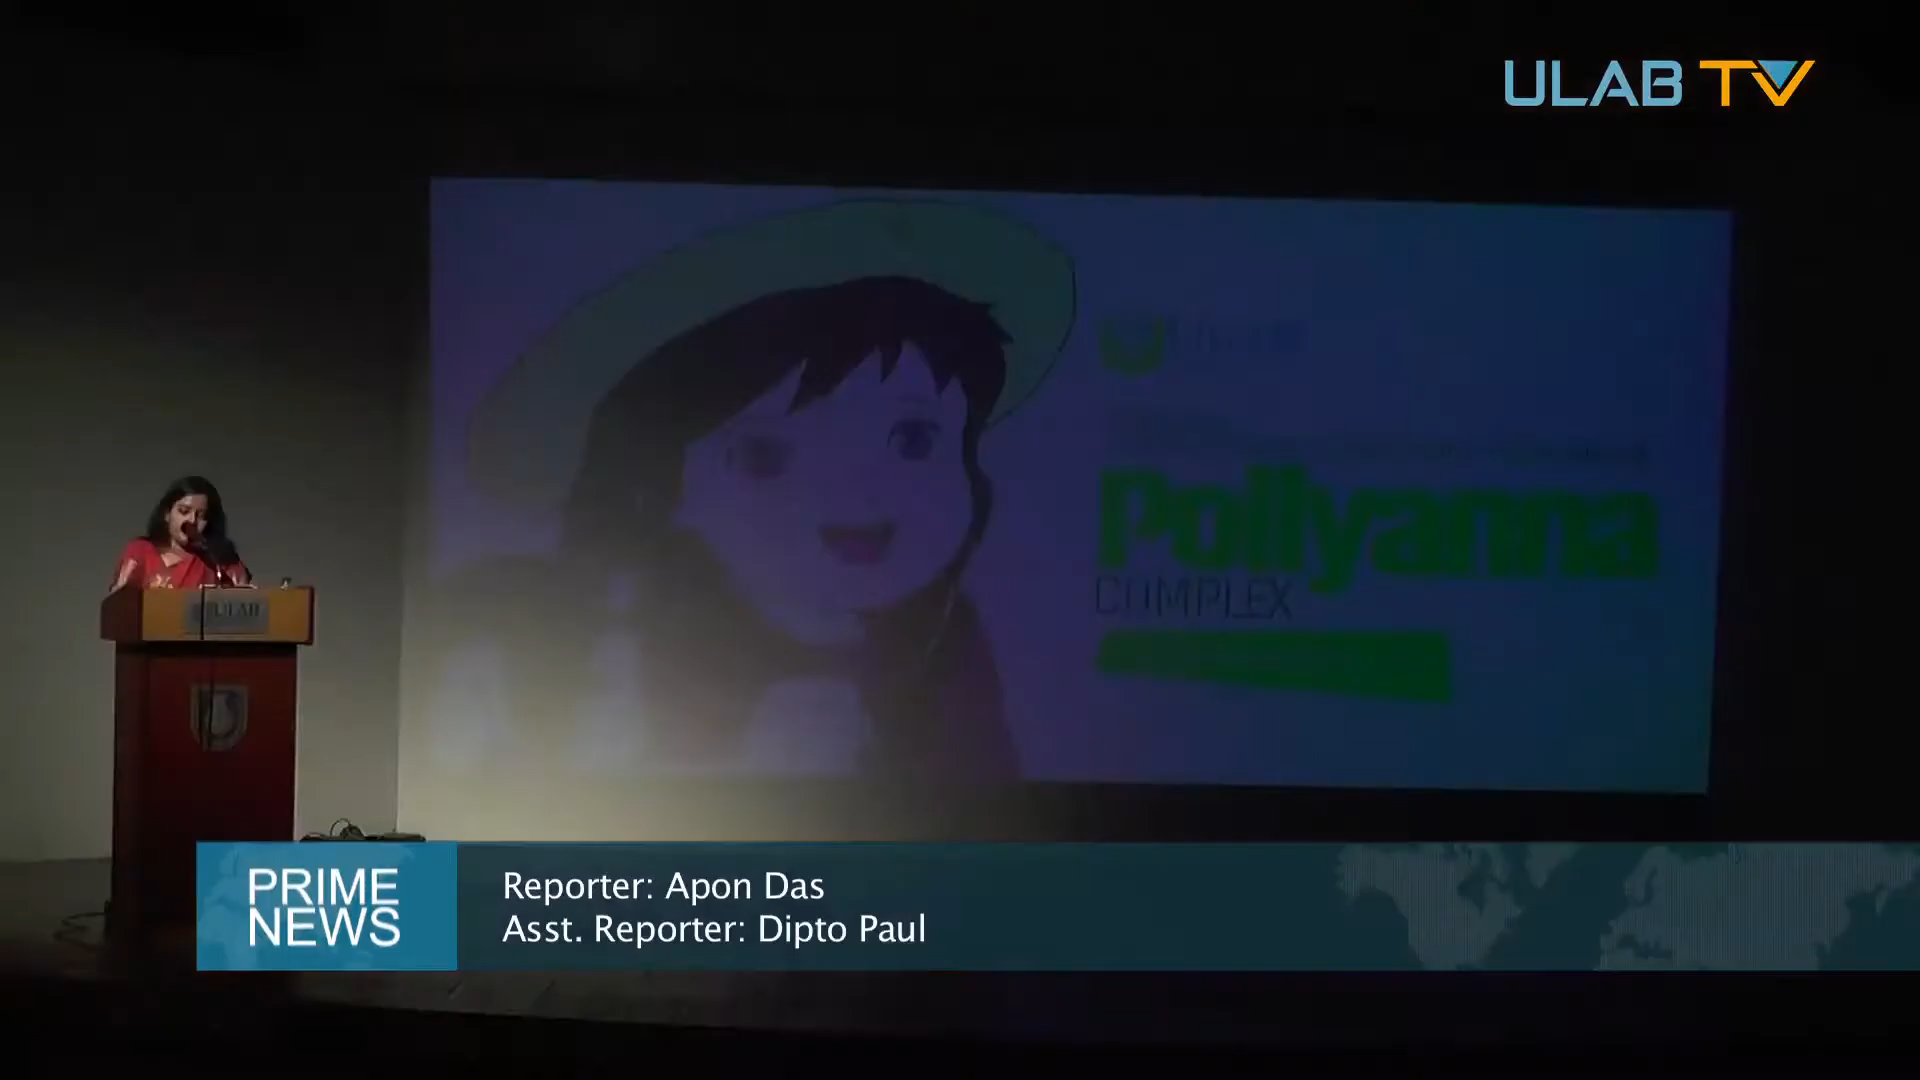 ULAB TV
Pollyanna
COMPLEX
ULAB
PRIME
NEWS
Reporter: Apon Das
Asst. Reporter: Dipto Paul